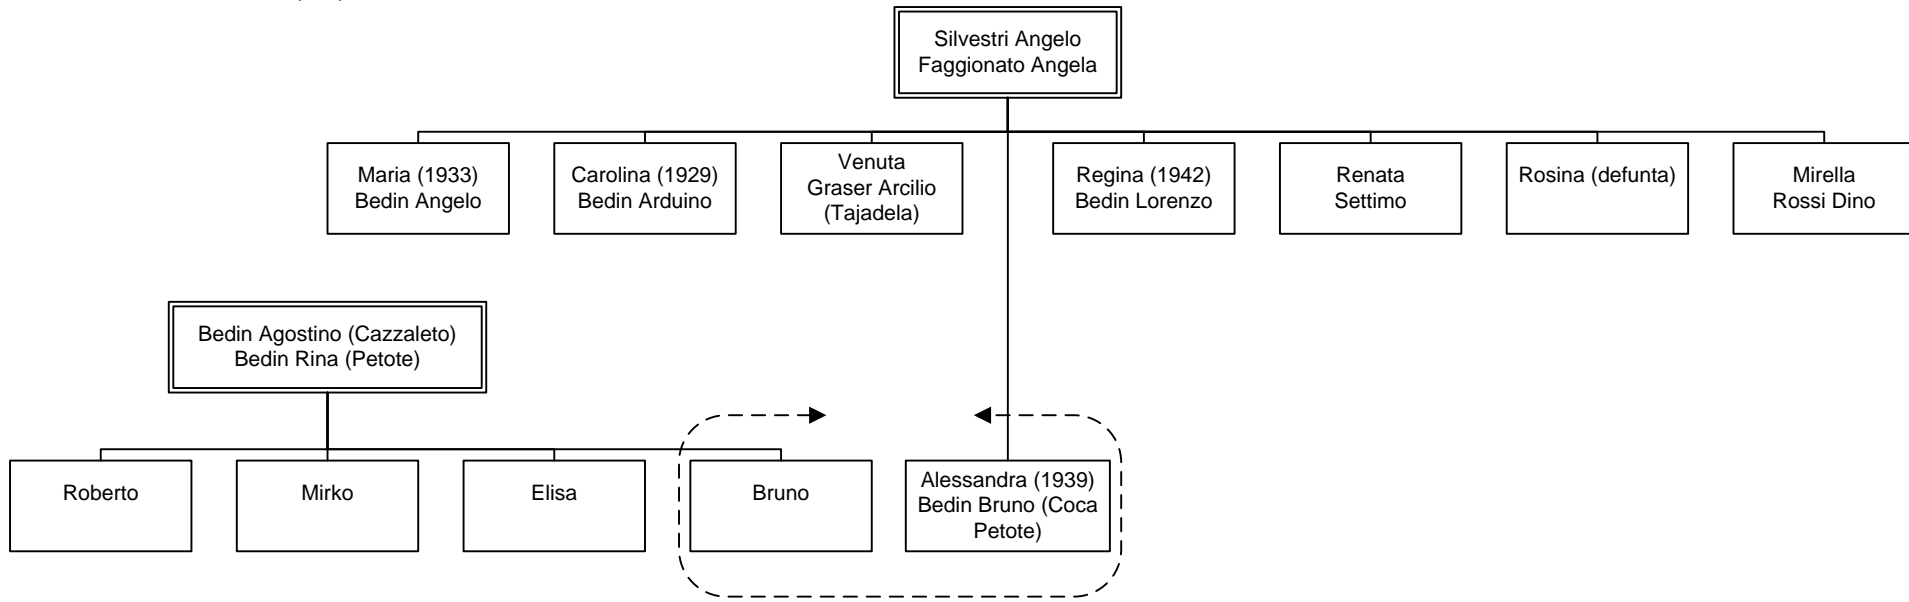 Silvestri Angelo
Faggionato Angela
Maria (1933)
Bedin Angelo
Carolina (1929)
Bedin Arduino
Venuta
Graser Arcilio
(Tajadela)
Regina (1942)
Bedin Lorenzo
Renata
Settimo
Rosina (defunta)
Mirella
Rossi Dino
Bedin Agostino (Cazzaleto)
Bedin Rina (Petote)
Roberto
Mirko
Elisa
Bruno
Alessandra (1939)
Bedin Bruno (Coca
Petote)